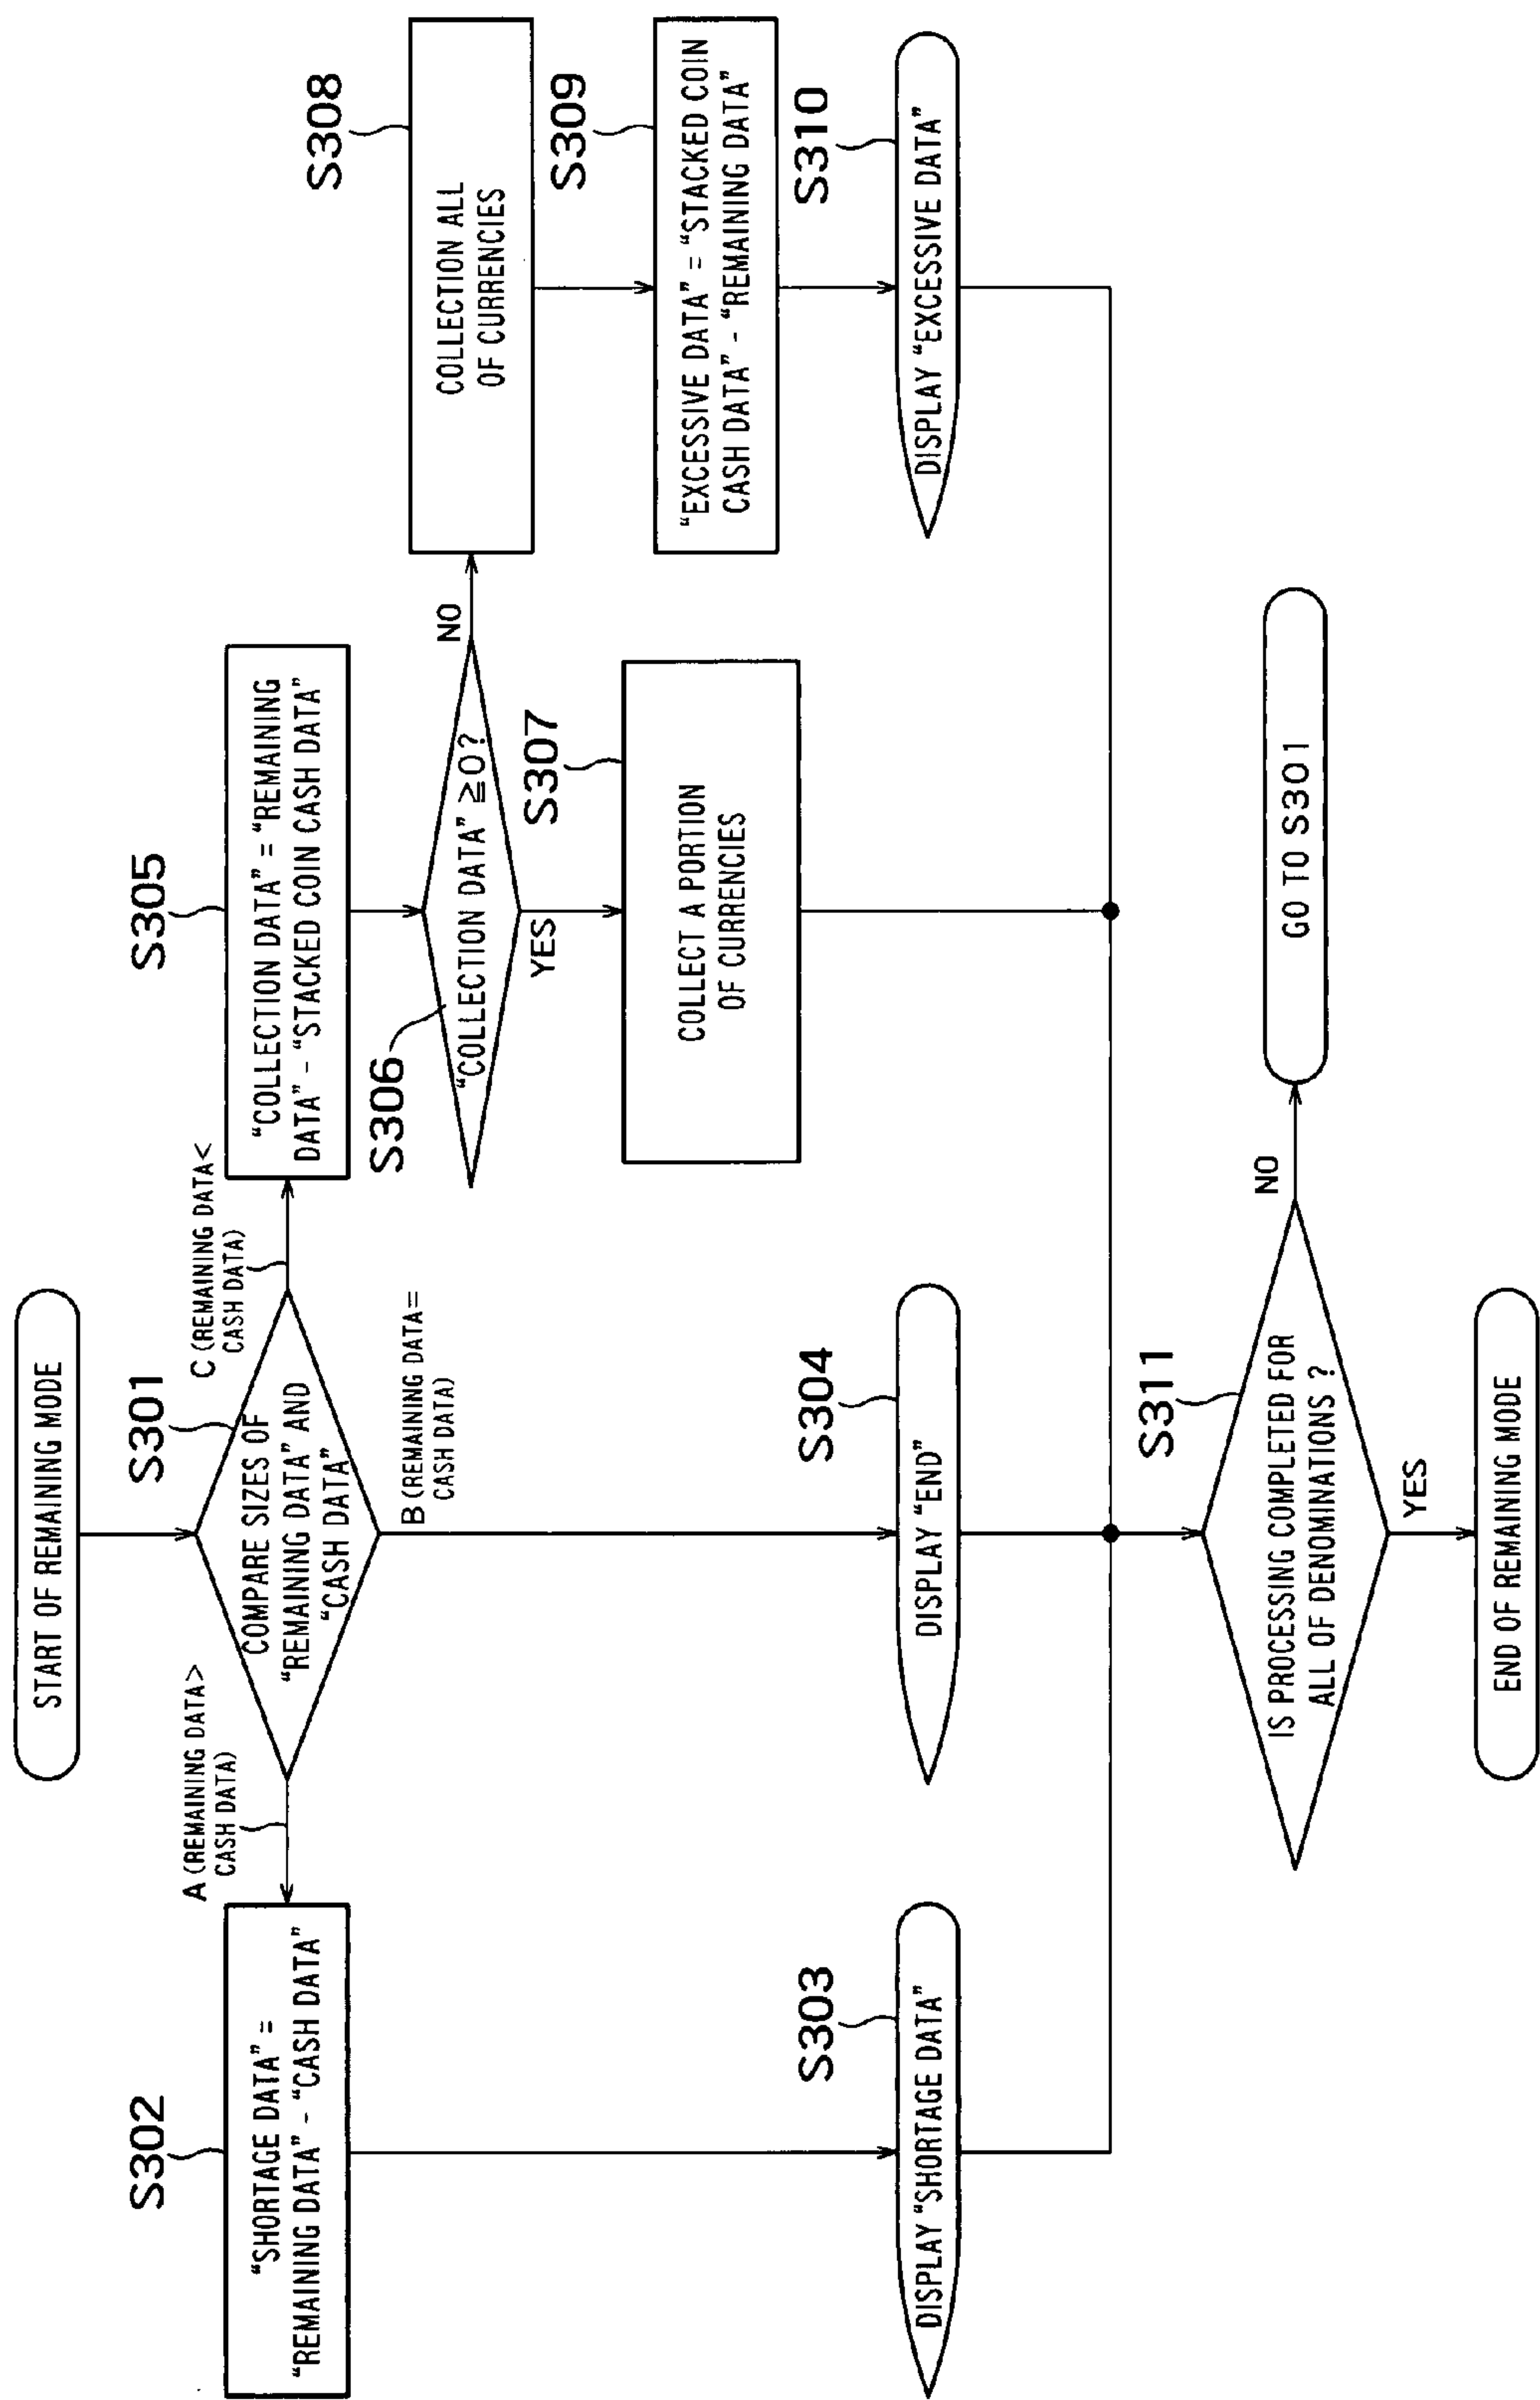 START OF REMAINING MODE
S301
COMPARE SIZES OF
"REMAINING DATA" AND
"CASH DATA"
A (REMAINING DATA>
CASH DATA)
B (REMAINING DATA=
CASH DATA)
C (REMAINING DATA<
CASH DATA)
S302
"SHORTAGE DATA" =
"REMAINING DATA" - "CASH DATA"
S303
DISPLAY "SHORTAGE DATA"
S304
DISPLAY "END"
S305
"COLLECTION DATA" = "REMAINING
DATA" - "STACKED COIN CASH DATA"
S306
"COLLECTION DATA" ≧0?
YES
NO
S307
COLLECT A PORTION
OF CURRENCIES
S308
COLLECTION ALL
OF CURRENCIES
S309
"EXCESSIVE DATA" = "STACKED COIN
CASH DATA" - "REMAINING DATA"
S310
DISPLAY "EXCESSIVE DATA"
S311
IS PROCESSING COMPLETED FOR
ALL OF DENOMINATIONS ?
NO
GO TO S301
YES
END OF REMAINING MODE